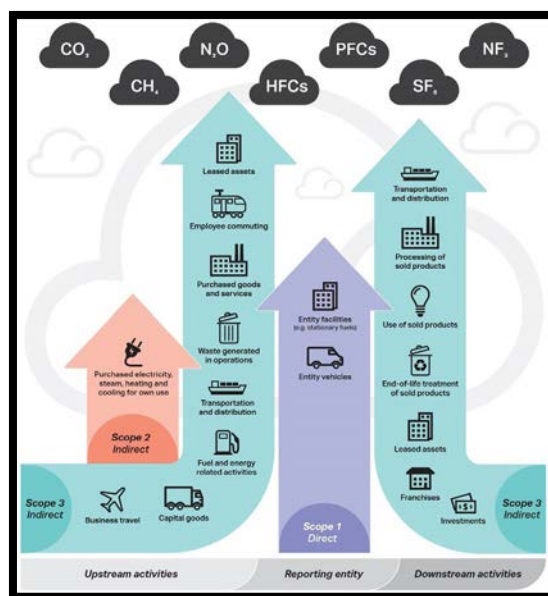 CO₂
N₂O
PFCs
NF₃
CH₄
HFCs
SF₆
Leased assets
Employee commuting
Purchased goods
and services
Waste generated
in operations
Transportation
and distribution
Fuel and energy
related activities
Business travel
Capital goods
Scope 3
Indirect
Purchased electricity,
steam, heating and
cooling for own use
Scope 2
Indirect
Entity facilities
(e.g. stationary fuels)
Entity vehicles
Scope 1
Direct
Transportation
and distribution
Processing of
sold products
Use of sold products
End-of-life treatment
of sold products
Leased assets
Franchises
Investments
Scope 3
Indirect
Upstream activities
Reporting entity
Downstream activities